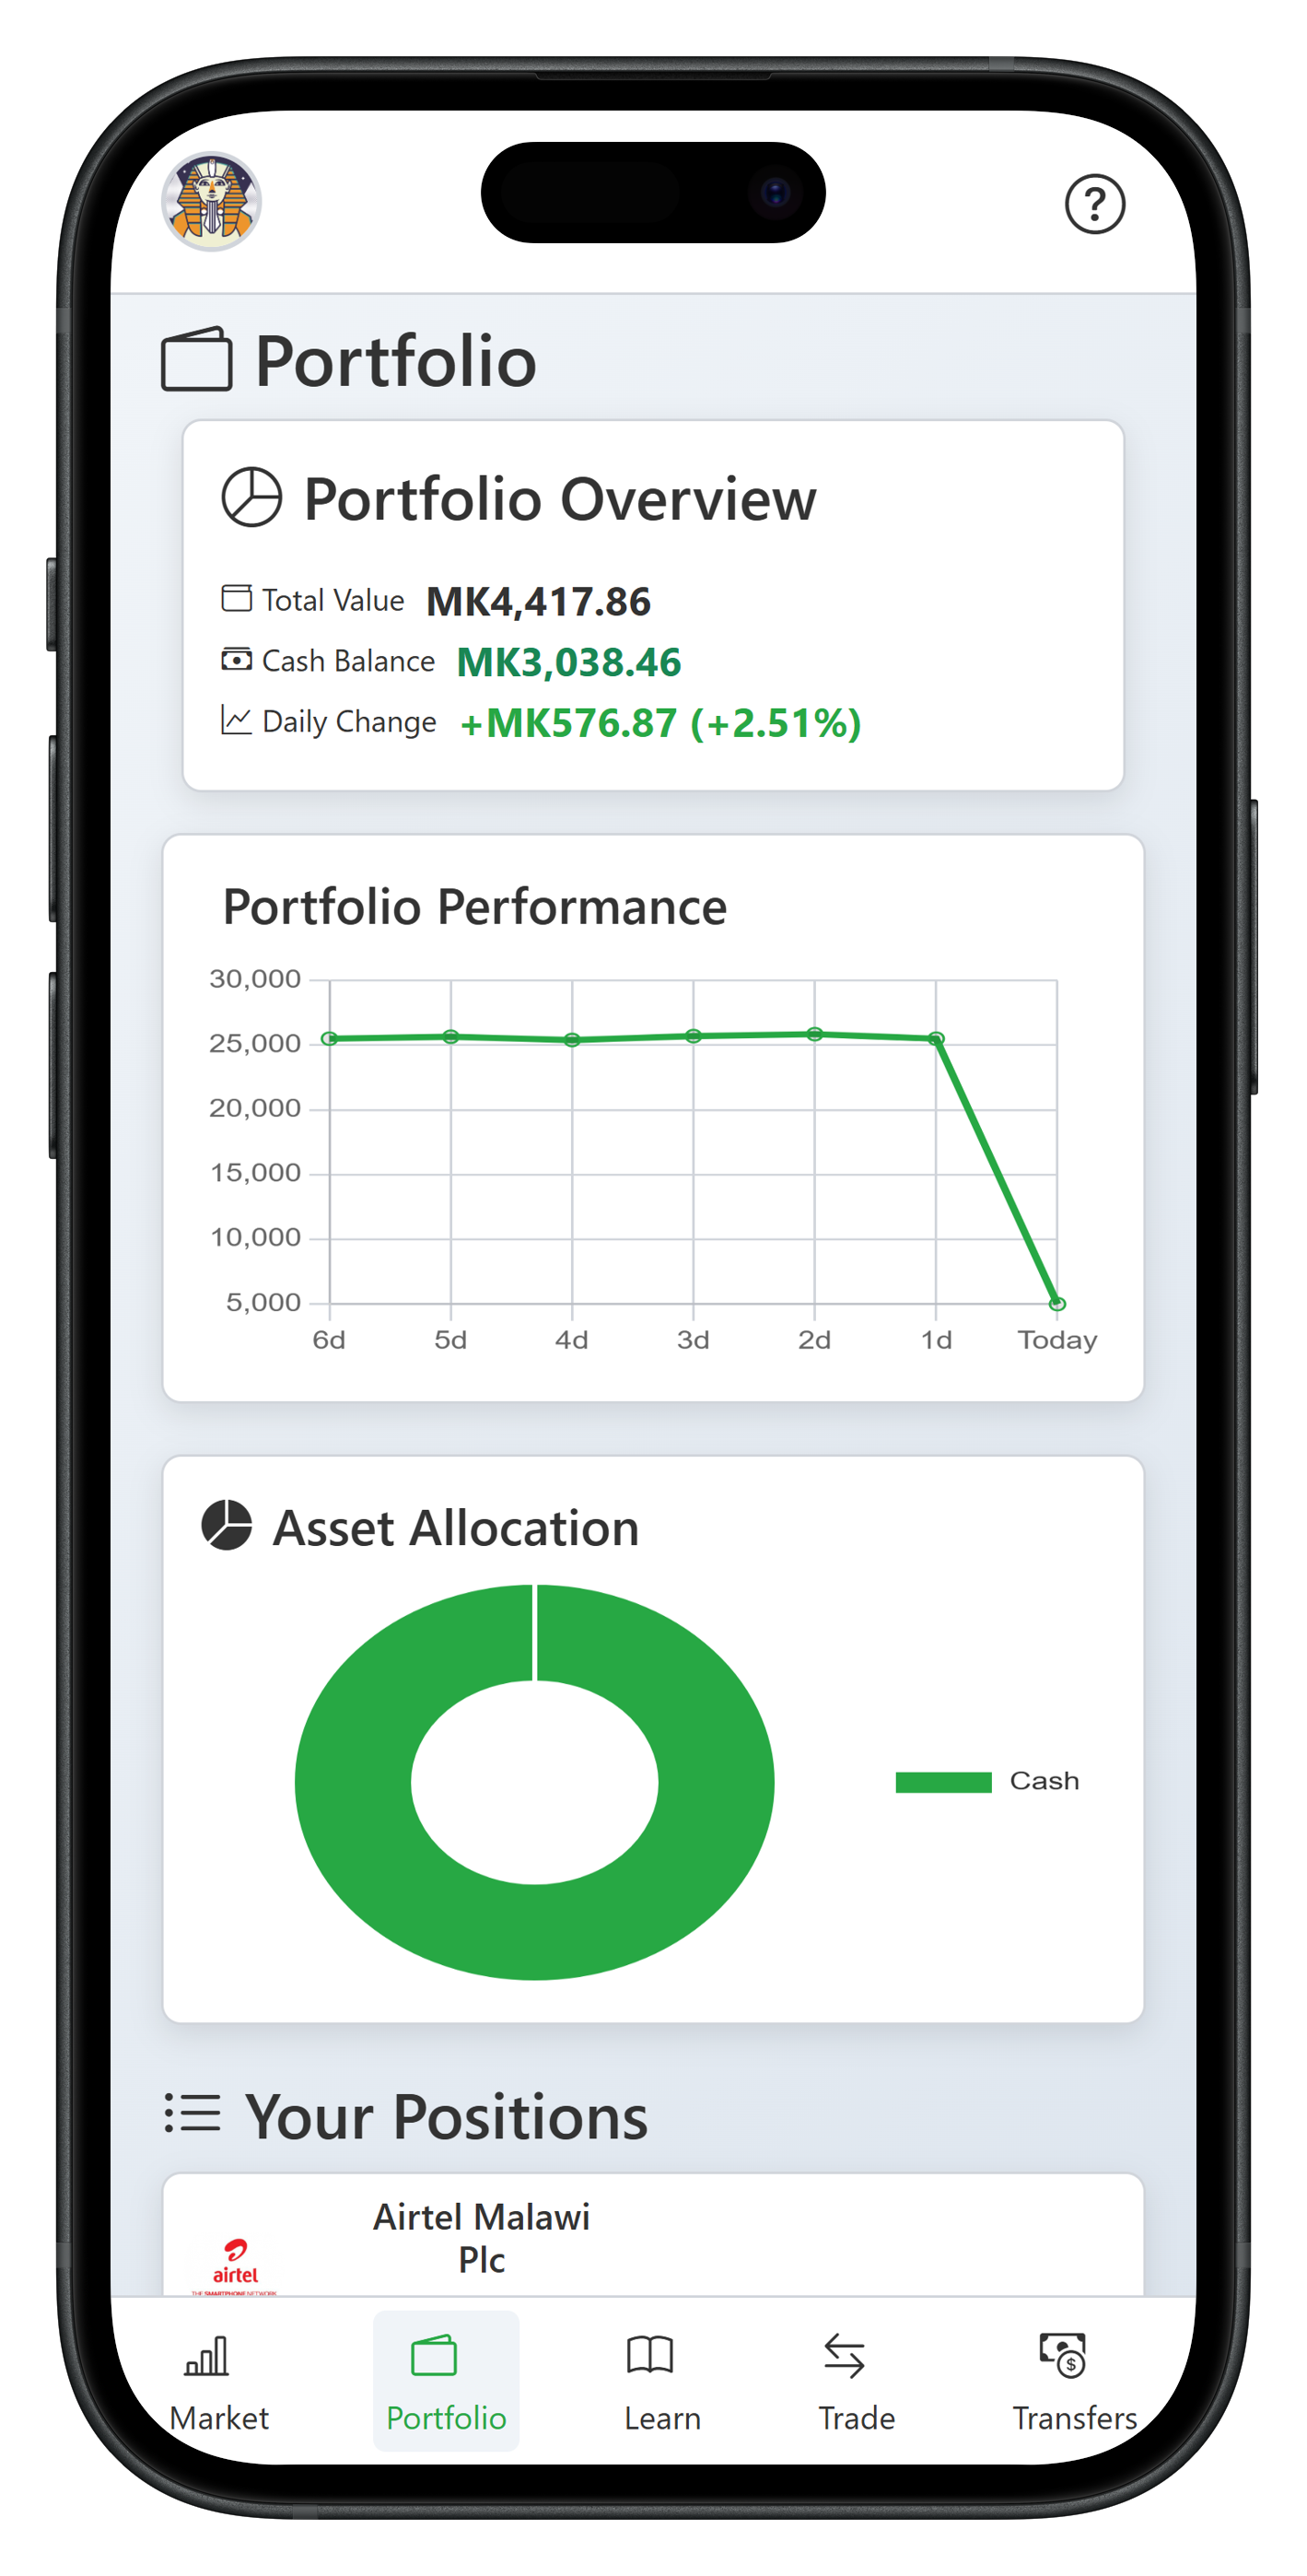 ?
Portfolio
Portfolio Overview
Total Value MK4,417.86
Cash Balance MK3,038.46
Daily Change +MK576.87 (+2.51%)
Portfolio Performance
30,000
25,000
20,000
15,000
10,000
5,000
6d 5d 4d 3d 2d 1d Today
Asset Allocation
Cash
Your Positions
Airtel Malawi
Plc
airtel
THE SMARTPHONE NETWORK
$
Market Portfolio Learn Trade Transfers